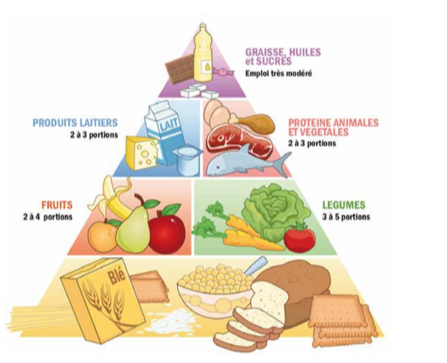 GRAISSE, HUILES
et SUCRES
Emploi très modéré
PRODUITS LAITIERS
2 à 3 portions
LAIT
PROTEINE ANIMALES
ET VEGETALES
2 à 3 portions
FRUITS
2 à 4 portions
LEGUMES
3 à 5 portions
Blé